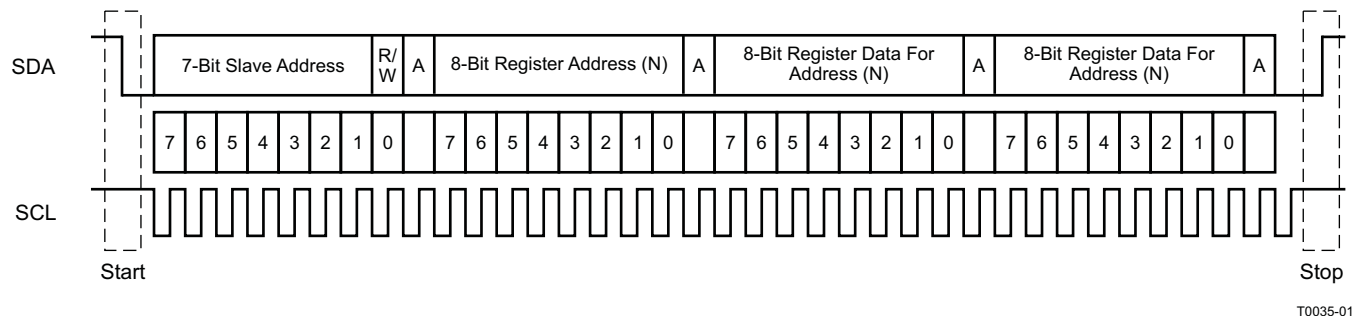 SDA
7-Bit Slave Address
R/
W
A
8-Bit Register Address (N)
A
8-Bit Register Data For
Address (N)
A
8-Bit Register Data For
Address (N)
A
7 6 5 4 3 2 1 0 7 6 5 4 3 2 1 0 7 6 5 4 3 2 1 0 7 6 5 4 3 2 1 0
SCL
Start
Stop
T0035-01